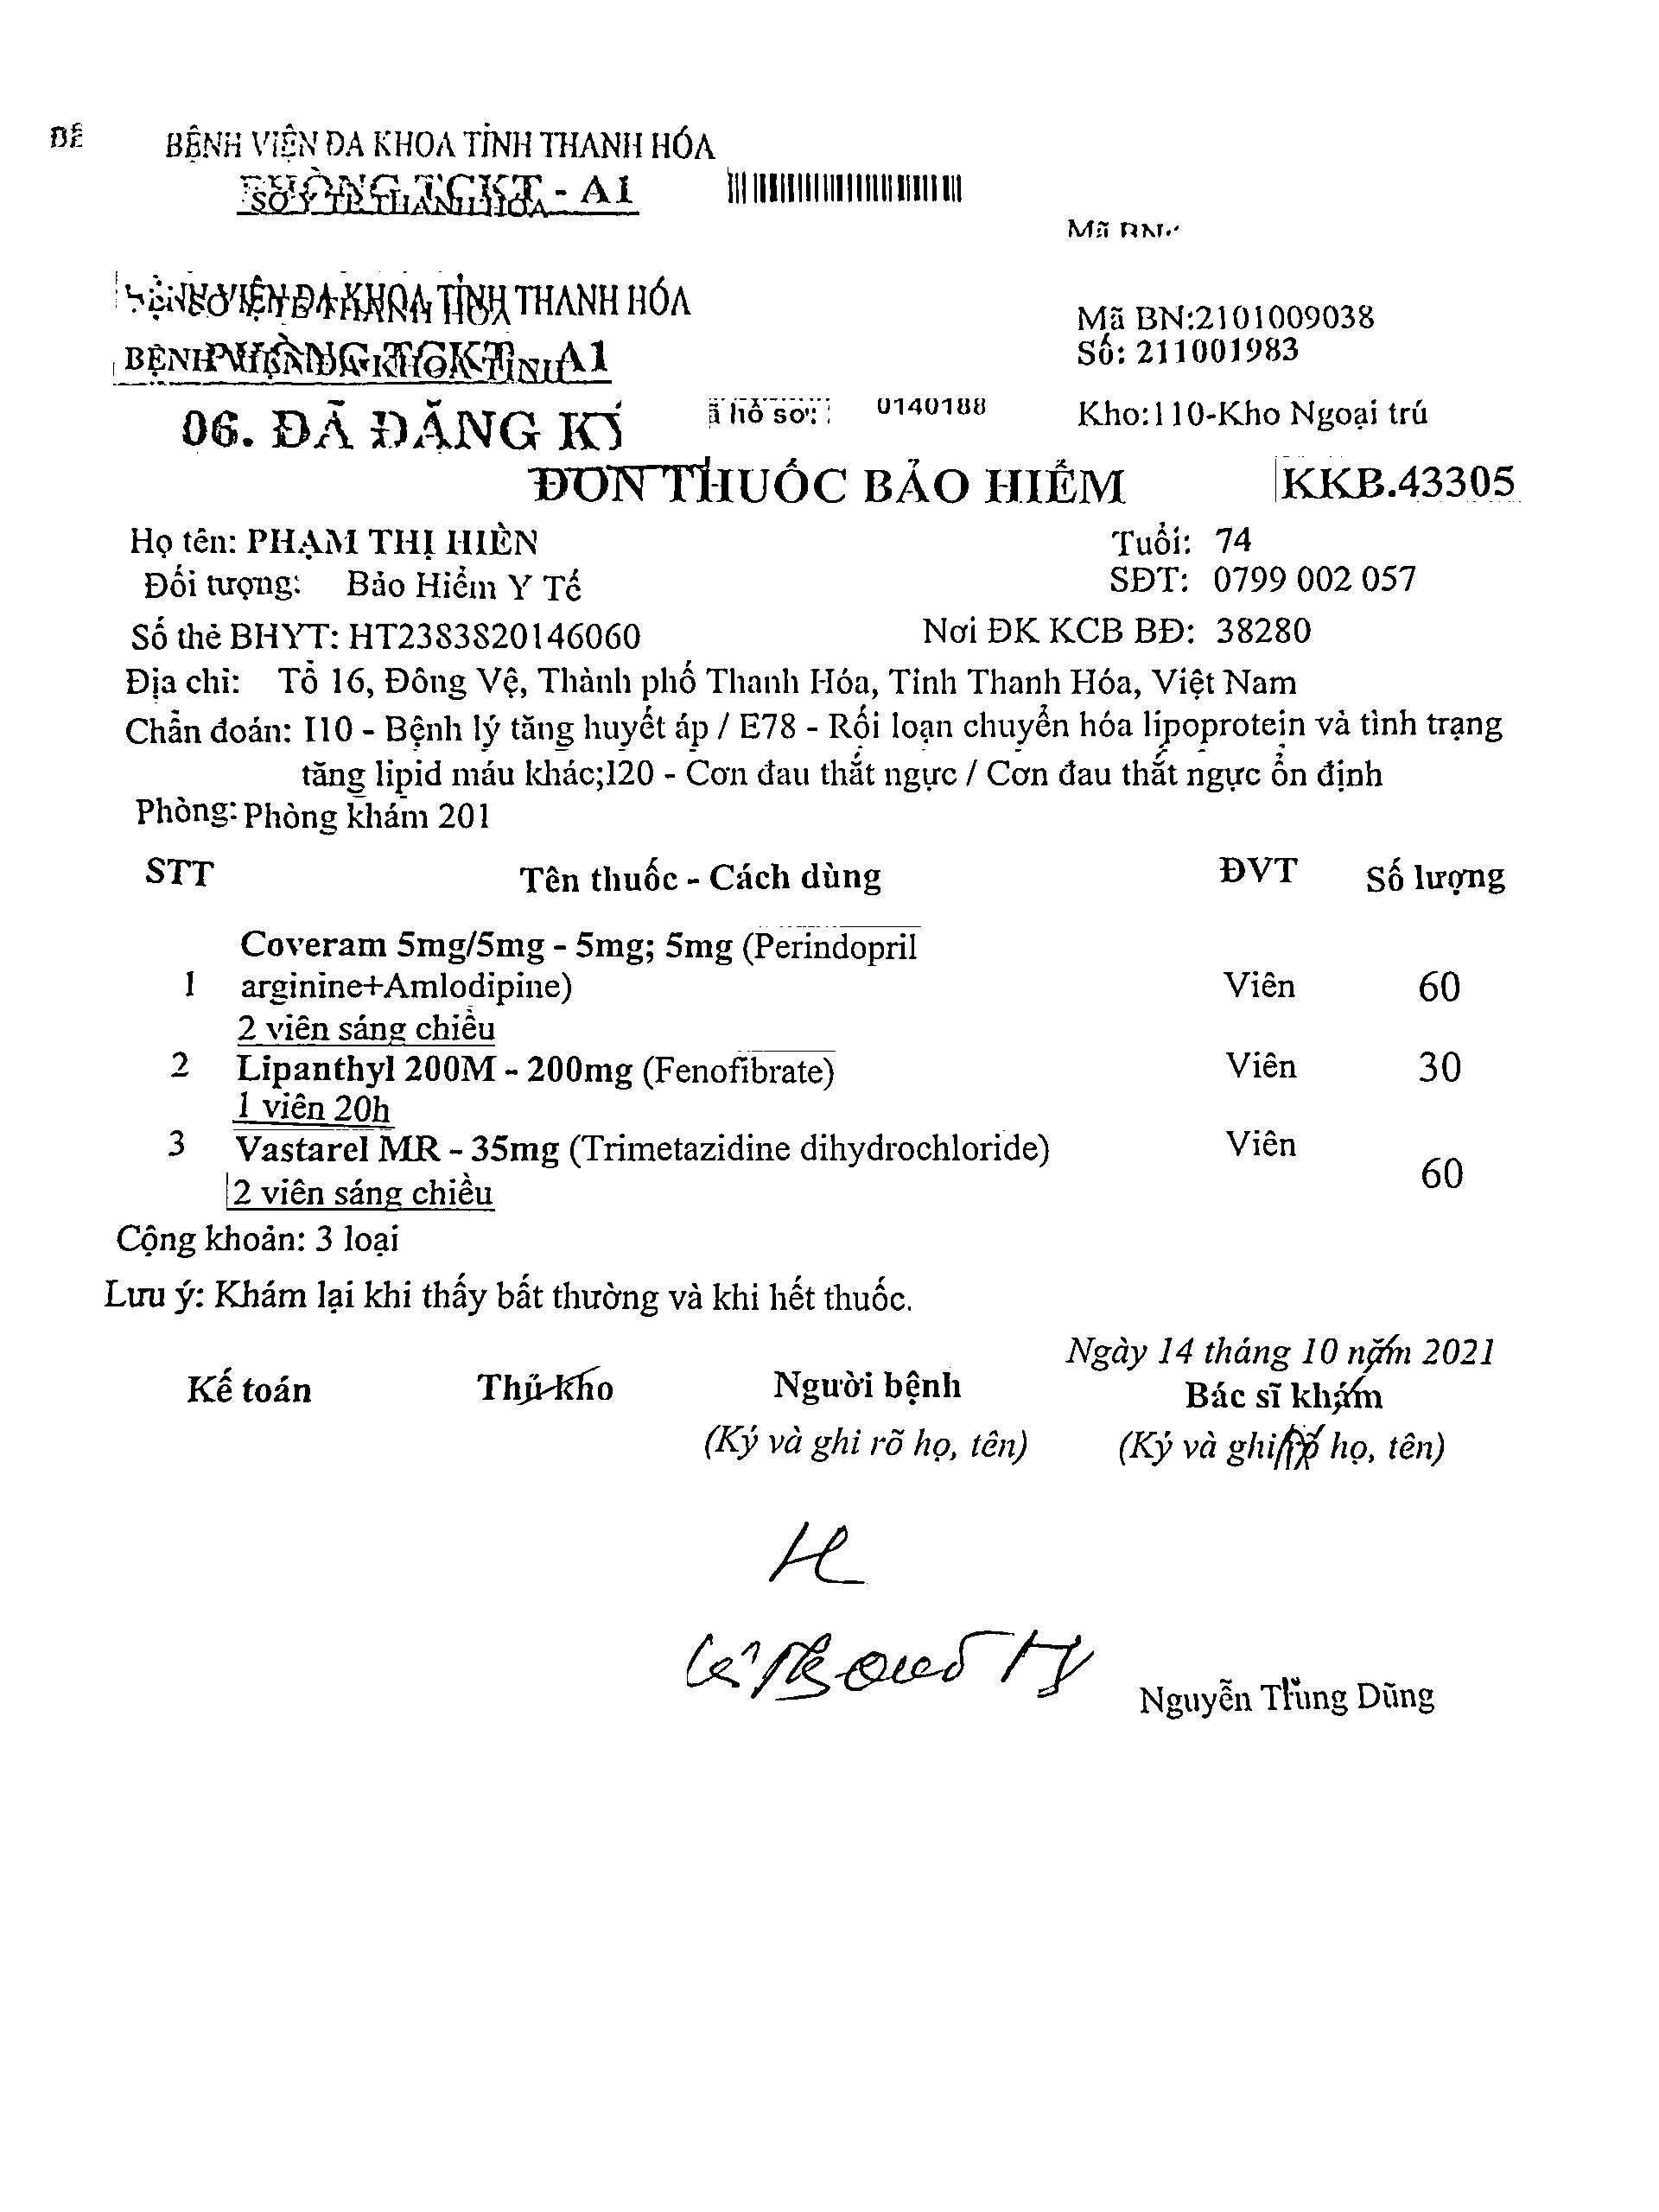 BỆNH VIỆN ĐA KHOA TỈNH THANH HÓA
PHÒNG TCKT - A1
SỞ Y TẾ THANH HÓA
Mã BN:
BỆNH VIỆN ĐA KHOA TỈNH THANH HÓA
Mã BN:2101009038
PHÒNG TCKT - A1
Số: 211001983
06. ĐÃ ĐĂNG KÝ
ã hồ sơ: 0140188
Kho:110-Kho Ngoại trú
ĐƠN THUỐC BẢO HIỂM
KKB.43305
Họ tên: PHẠM THỊ HIỀN Tuổi: 74
Đối tượng: Bảo Hiểm Y Tế SĐT: 0799 002 057
Số thẻ BHYT: HT2383820146060 Nơi ĐK KCB BĐ: 38280
Địa chỉ: Tổ 16, Đông Vệ, Thành phố Thanh Hóa, Tỉnh Thanh Hóa, Việt Nam
Chẩn đoán: I10 - Bệnh lý tăng huyết áp / E78 - Rối loạn chuyển hóa lipoprotein và tình trạng
tăng lipid máu khác;I20 - Cơn đau thắt ngực / Cơn đau thắt ngực ổn định
Phòng: Phòng khám 201
STT Tên thuốc - Cách dùng ĐVT Số lượng
Coveram 5mg/5mg - 5mg; 5mg (Perindopril
1 arginine+Amlodipine) Viên 60
2 viên sáng chiều
2 Lipanthyl 200M - 200mg (Fenofibrate) Viên 30
1 viên 20h
3 Vastarel MR - 35mg (Trimetazidine dihydrochloride) Viên 60
2 viên sáng chiều
Cộng khoản: 3 loại
Lưu ý: Khám lại khi thấy bất thường và khi hết thuốc.
Ngày 14 tháng 10 năm 2021
Kế toán Thủ kho Người bệnh Bác sĩ khám
(Ký và ghi rõ họ, tên) (Ký và ghi rõ họ, tên)
Nguyễn Trung Dũng